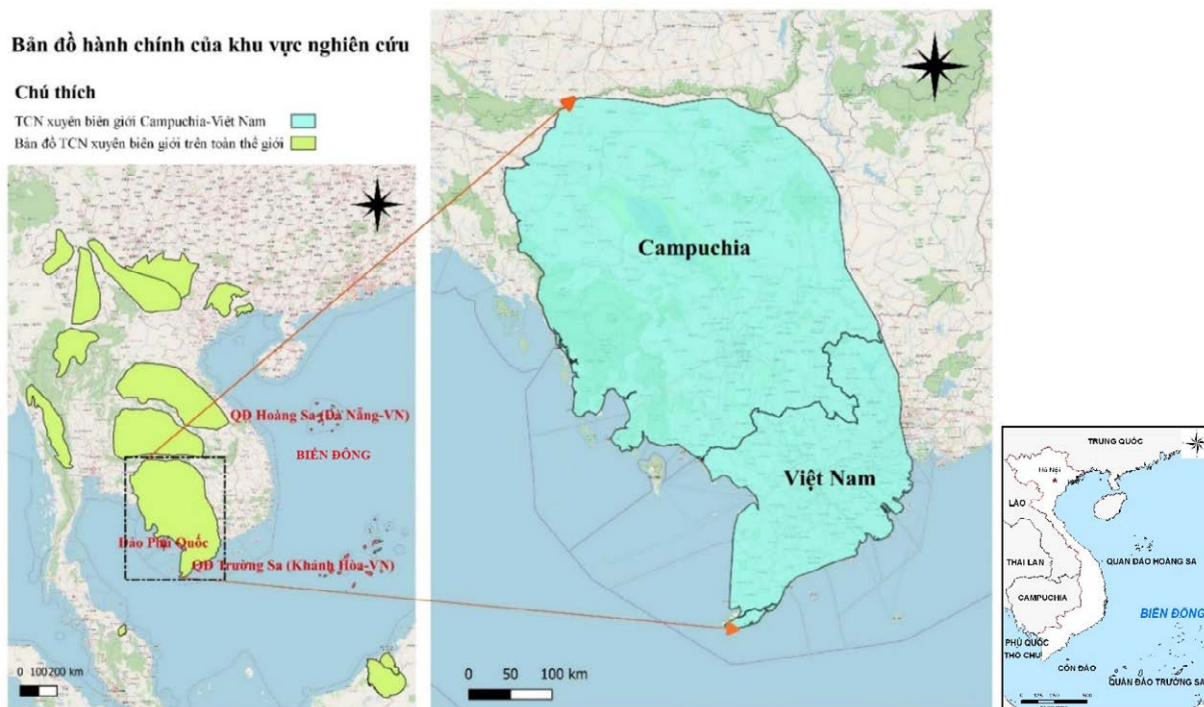 Bản đồ hành chính của khu vực nghiên cứu
Chú thích
TCN xuyên biên giới Campuchia-Việt Nam
Bản đồ TCN xuyên biên giới trên toàn thế giới
QĐ Hoàng Sa (Đà Nẵng-VN)
BIỂN ĐÔNG
Đảo Phú Quốc
QĐ Trường Sa (Khánh Hòa-VN)
0 100200 km
Campuchia
Việt Nam
0 50 100 km
TRUNG QUỐC
Hà Nội
LÀO
THÁI LAN
QUẦN ĐẢO HOÀNG SA
CAMPUCHIA
BIỂN ĐÔNG
PHÚ QUỐC
THỔ CHU
CÔN ĐẢO
QUẦN ĐẢO TRƯỜNG SA